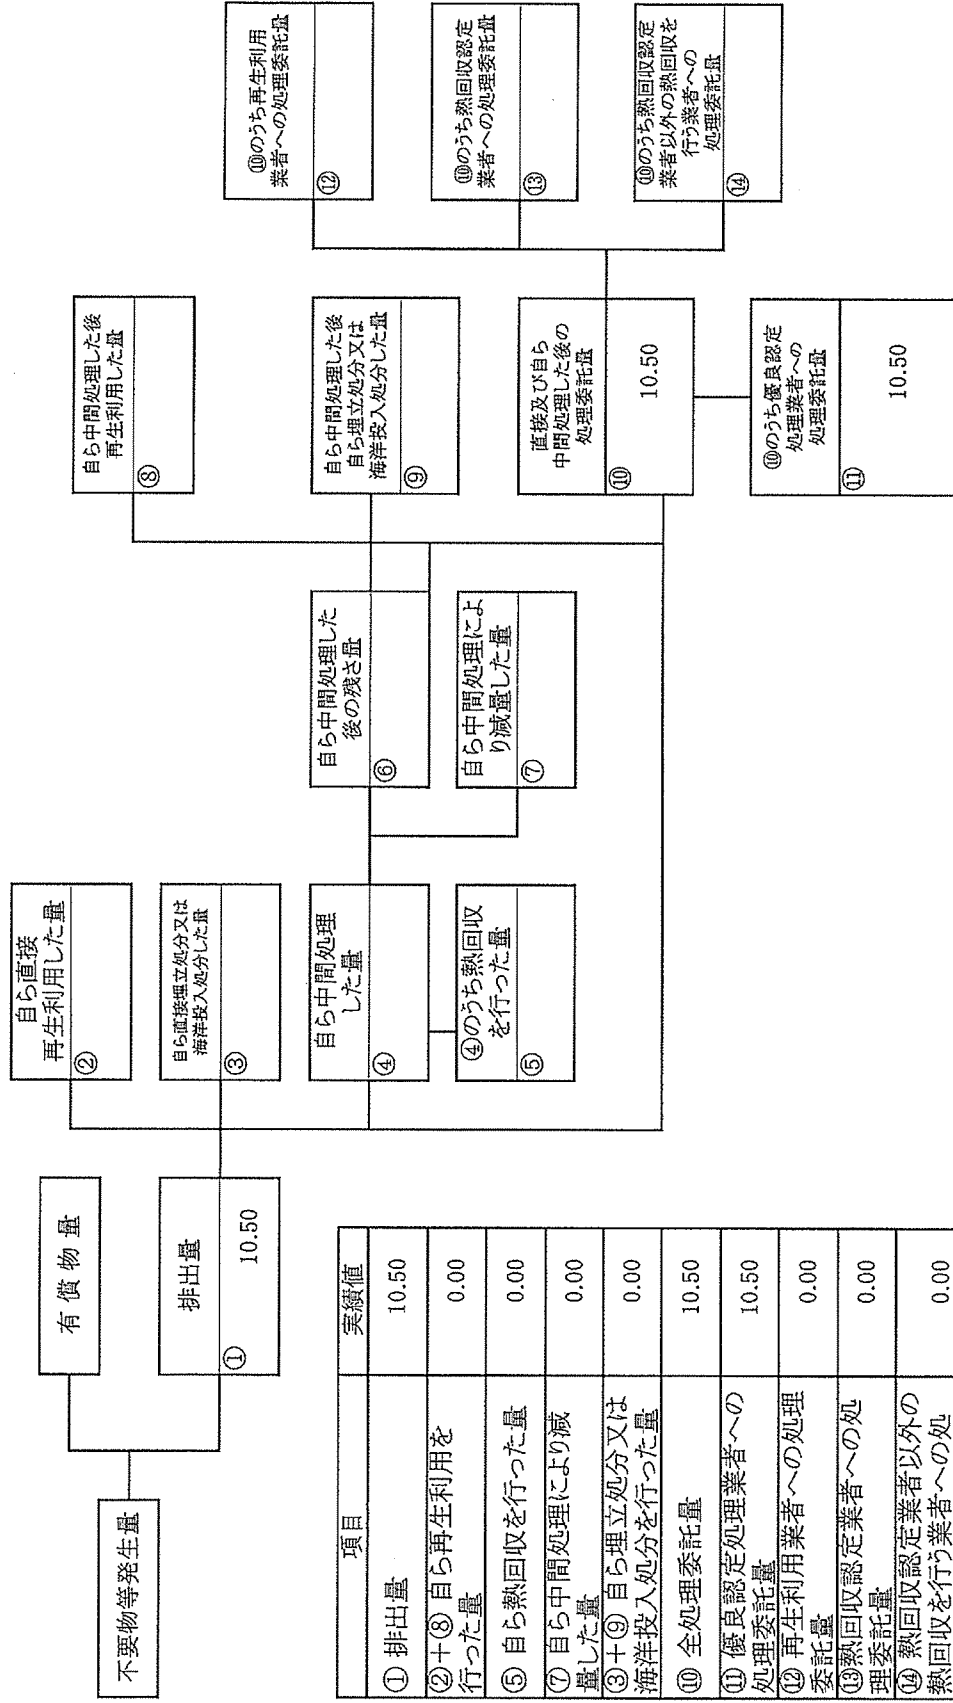 不要物等発生量
有償物量
排出量
①
10.50
自ら直接
再生利用した量
②
自ら直接埋立処分又は
海洋投入処分した量
③
自ら中間処理
した量
④
④のうち熱回収
を行った量
⑤
自ら中間処理した
後の残さ量
⑥
自ら中間処理によ
り減量した量
⑦
自ら中間処理した後
再生利用した量
⑧
自ら中間処理した後
自ら埋立処分又は
海洋投入処分した量
⑨
直接及び自ら
中間処理した後の
処理委託量
⑩
10.50
⑩のうち優良認定
処理業者への
処理委託量
⑪
10.50
⑩のうち再生利用
業者への処理委託量
⑫
⑩のうち熱回収認定
業者への処理委託量
⑬
⑩のうち熱回収認定
業者以外の熱回収を
行う業者への
処理委託量
⑭
項目 実績値
①排出量 10.50
②+⑧ 自ら再生利用を
行った量 0.00
⑤ 自ら熱回収を行った量 0.00
⑦ 自ら中間処理により減
量した量 0.00
③+⑨ 自ら埋立処分又は
海洋投入処分を行った量 0.00
⑩ 全処理委託量 10.50
⑪ 優良認定処理業者への
処理委託量 10.50
⑫ 再生利用業者への処理
委託量 0.00
⑬熱回収認定業者への処
理委託量 0.00
⑭ 熱回収認定業者以外の
熱回収を行う業者への処 0.00